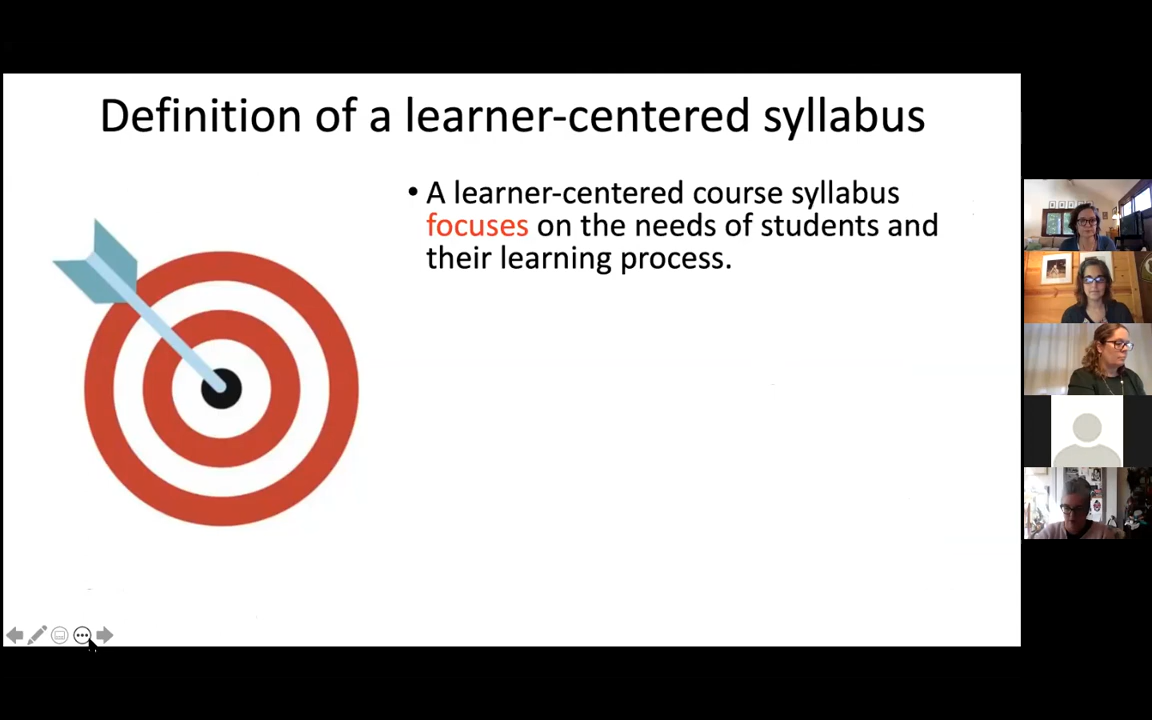 Definition of a learner-centered syllabus
• A learner-centered course syllabus
focuses on the needs of students and
their learning process.